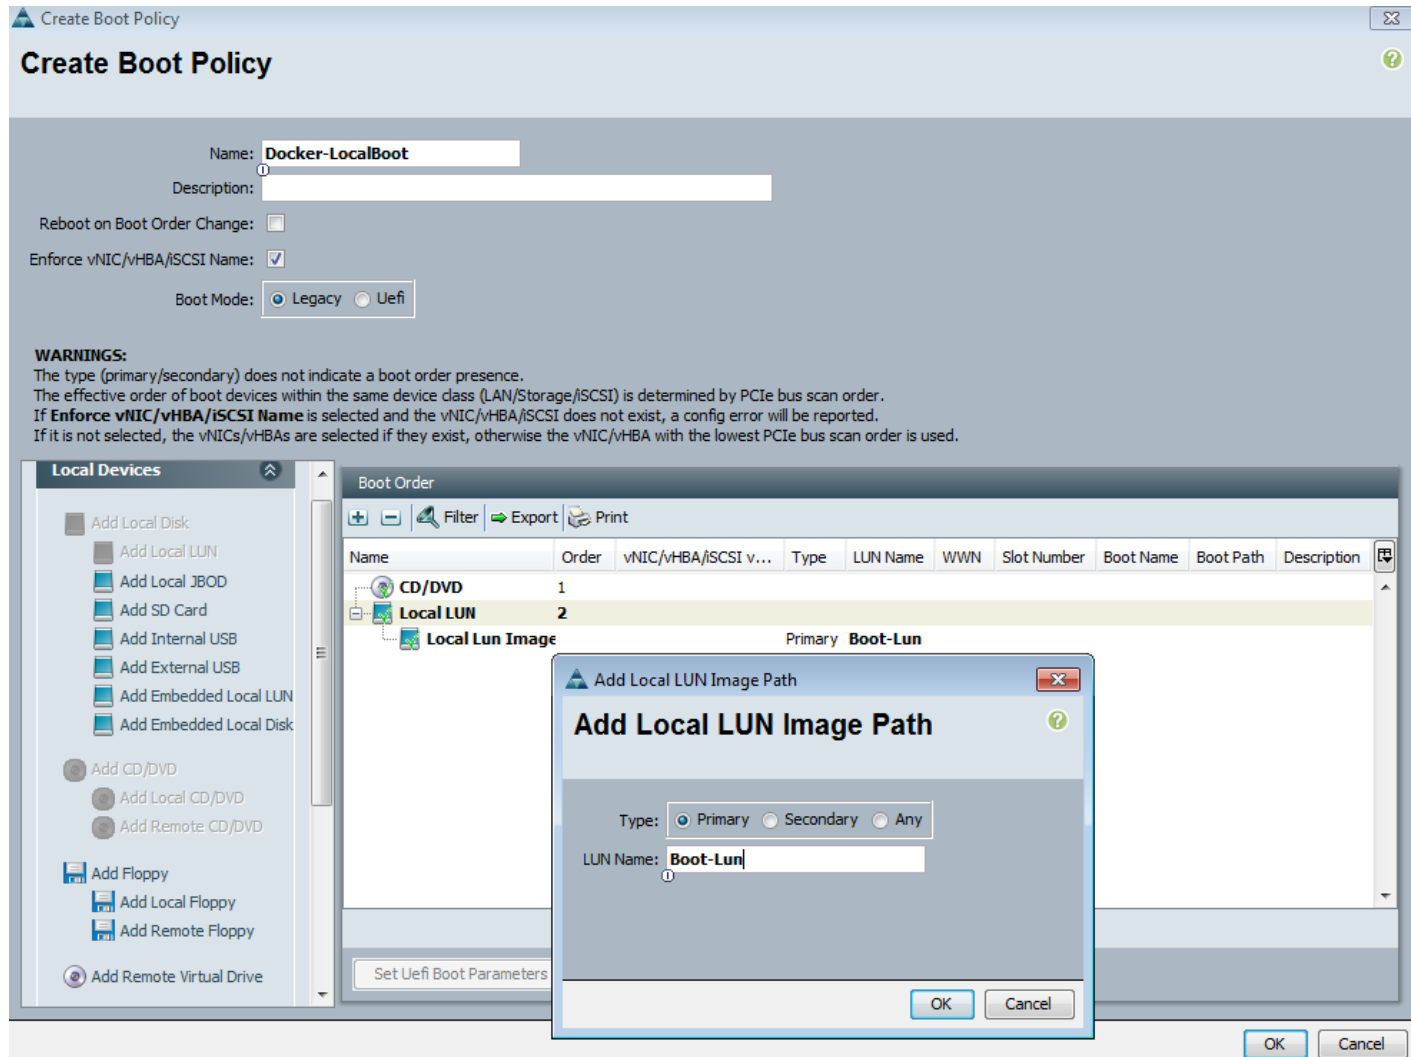 Create Boot Policy
Create Boot Policy
Name: Docker-LocalBoot
Description:
Reboot on Boot Order Change:
Enforce vNIC/vHBA/iSCSI Name:
Boot Mode: Legacy Uefi
WARNINGS:
The type (primary/secondary) does not indicate a boot order presence.
The effective order of boot devices within the same device class (LAN/Storage/iSCSI) is determined by PCIe bus scan order.
If Enforce vNIC/vHBA/iSCSI Name is selected and the vNIC/vHBA/iSCSI does not exist, a config error will be reported.
If it is not selected, the vNICs/vHBAs are selected if they exist, otherwise the vNIC/vHBA with the lowest PCIe bus scan order is used.
Local Devices
Add Local Disk
Add Local LUN
Add Local JBOD
Add SD Card
Add Internal USB
Add External USB
Add Embedded Local LUN
Add Embedded Local Disk
Add CD/DVD
Add Local CD/DVD
Add Remote CD/DVD
Add Floppy
Add Local Floppy
Add Remote Floppy
Add Remote Virtual Drive
Boot Order
Filter Export Print
Name Order vNIC/vHBA/iSCSI v... Type LUN Name WWN Slot Number Boot Name Boot Path Description
CD/DVD 1
Local LUN 2
Local Lun Image Primary Boot-Lun
Set Uefi Boot Parameters
Add Local LUN Image Path
Add Local LUN Image Path
Type: Primary Secondary Any
LUN Name: Boot-Lun
OK Cancel
OK Cancel